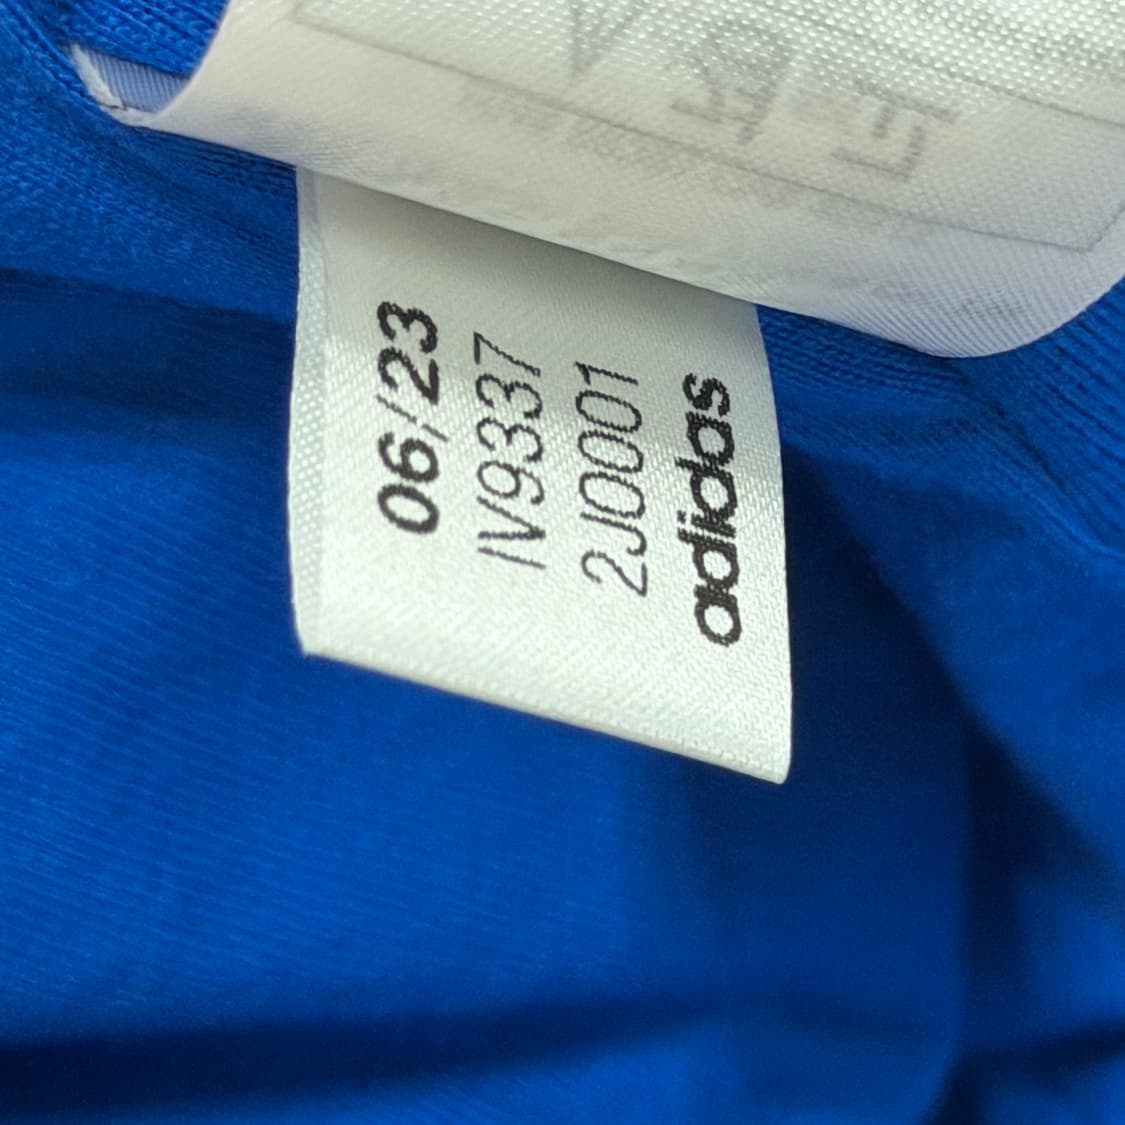 06/23
IV9337
2J0001
adidas